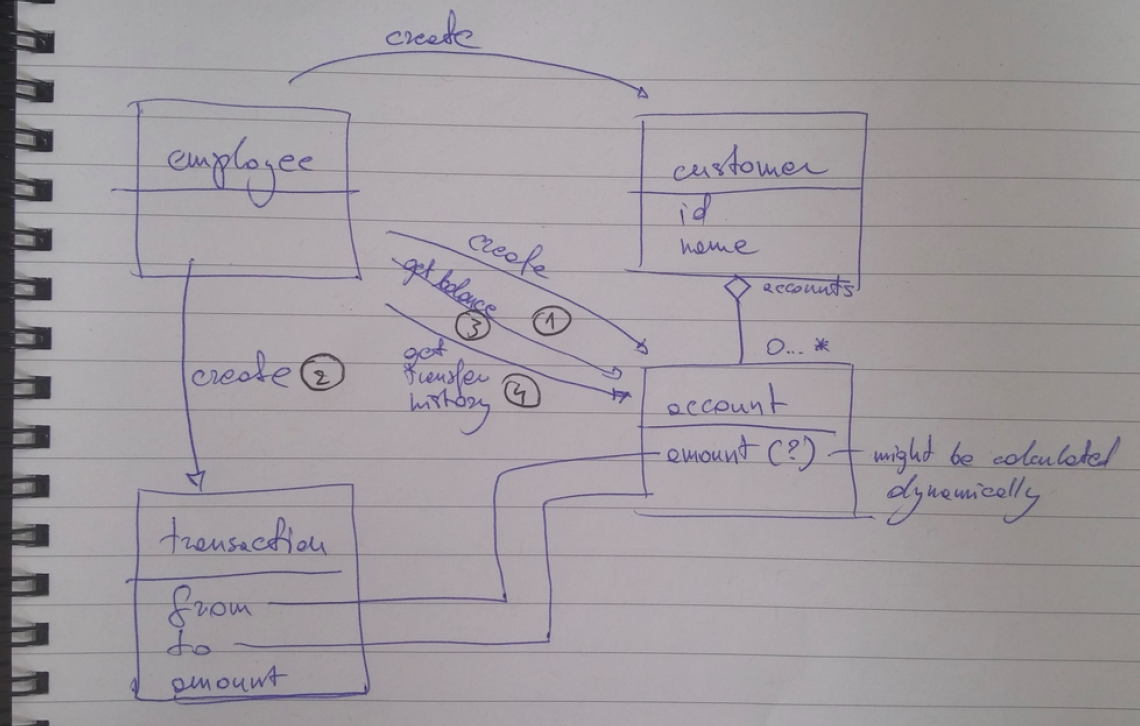 create
employee
customer
id
name
create
get balance
3
1
accounts
0... *
create 2
get
transfer
history 4
account
amount (?)
might be calculated
dynamically
transaction
from
to
amount